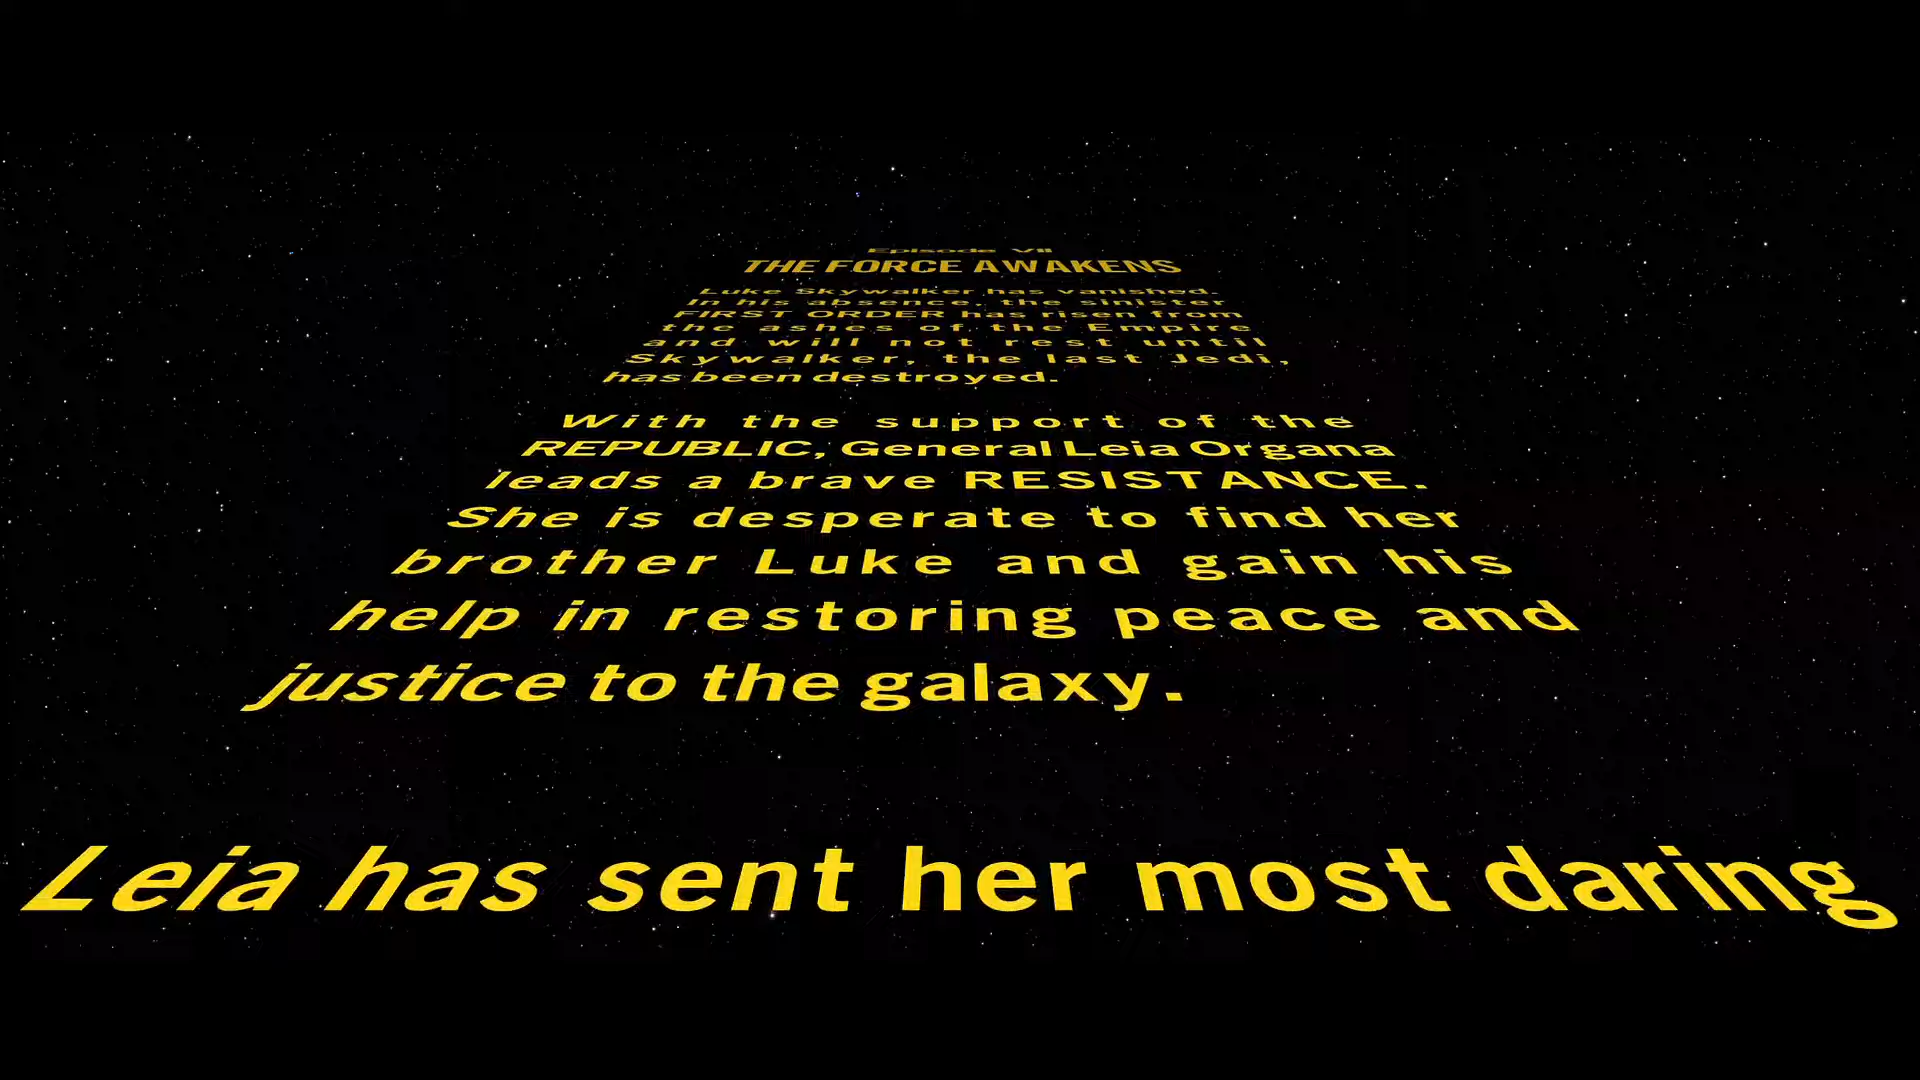 Episode VII
THE FORCE AWAKENS
Luke Skywalker has vanished.
In his absence, the sinister
FIRST ORDER has risen from
the ashes of the Empire
and will not rest until
Skywalker, the last Jedi,
has been destroyed.
With the support of the
REPUBLIC, General Leia Organa
leads a brave RESISTANCE.
She is desperate to find her
brother Luke and gain his
help in restoring peace and
justice to the galaxy.
Leia has sent her most daring